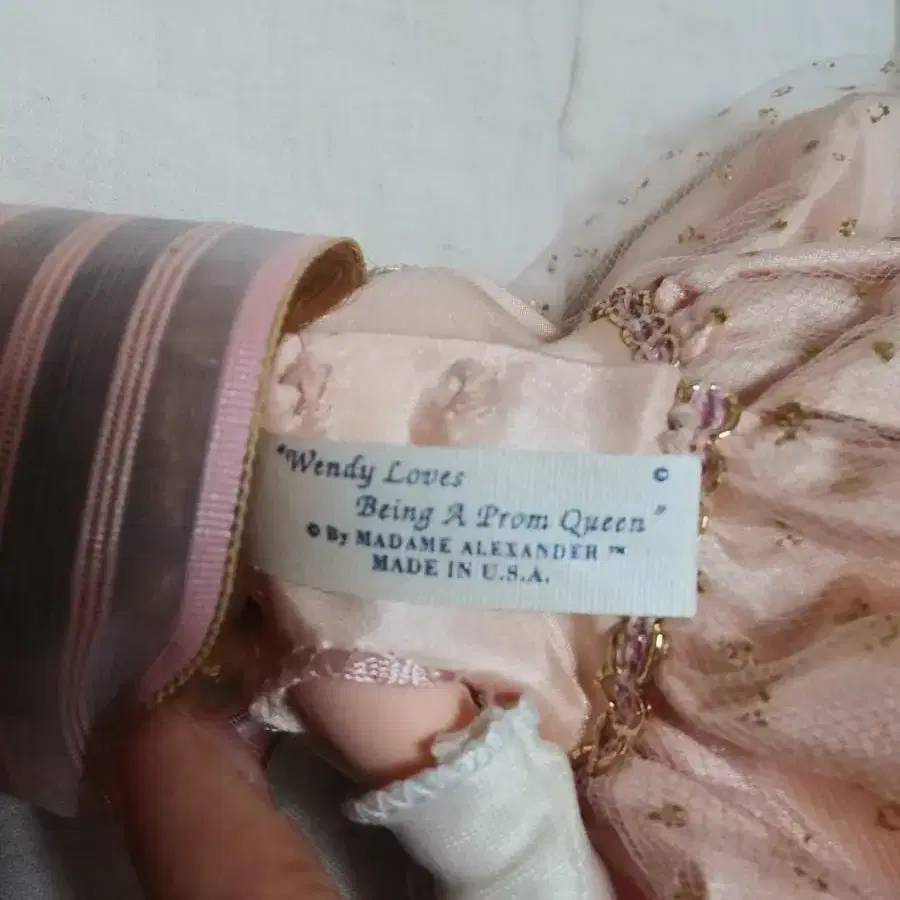 "Wendy Loves ©
Being A Prom Queen"
© By MADAME ALEXANDER ™
MADE IN U.S.A.